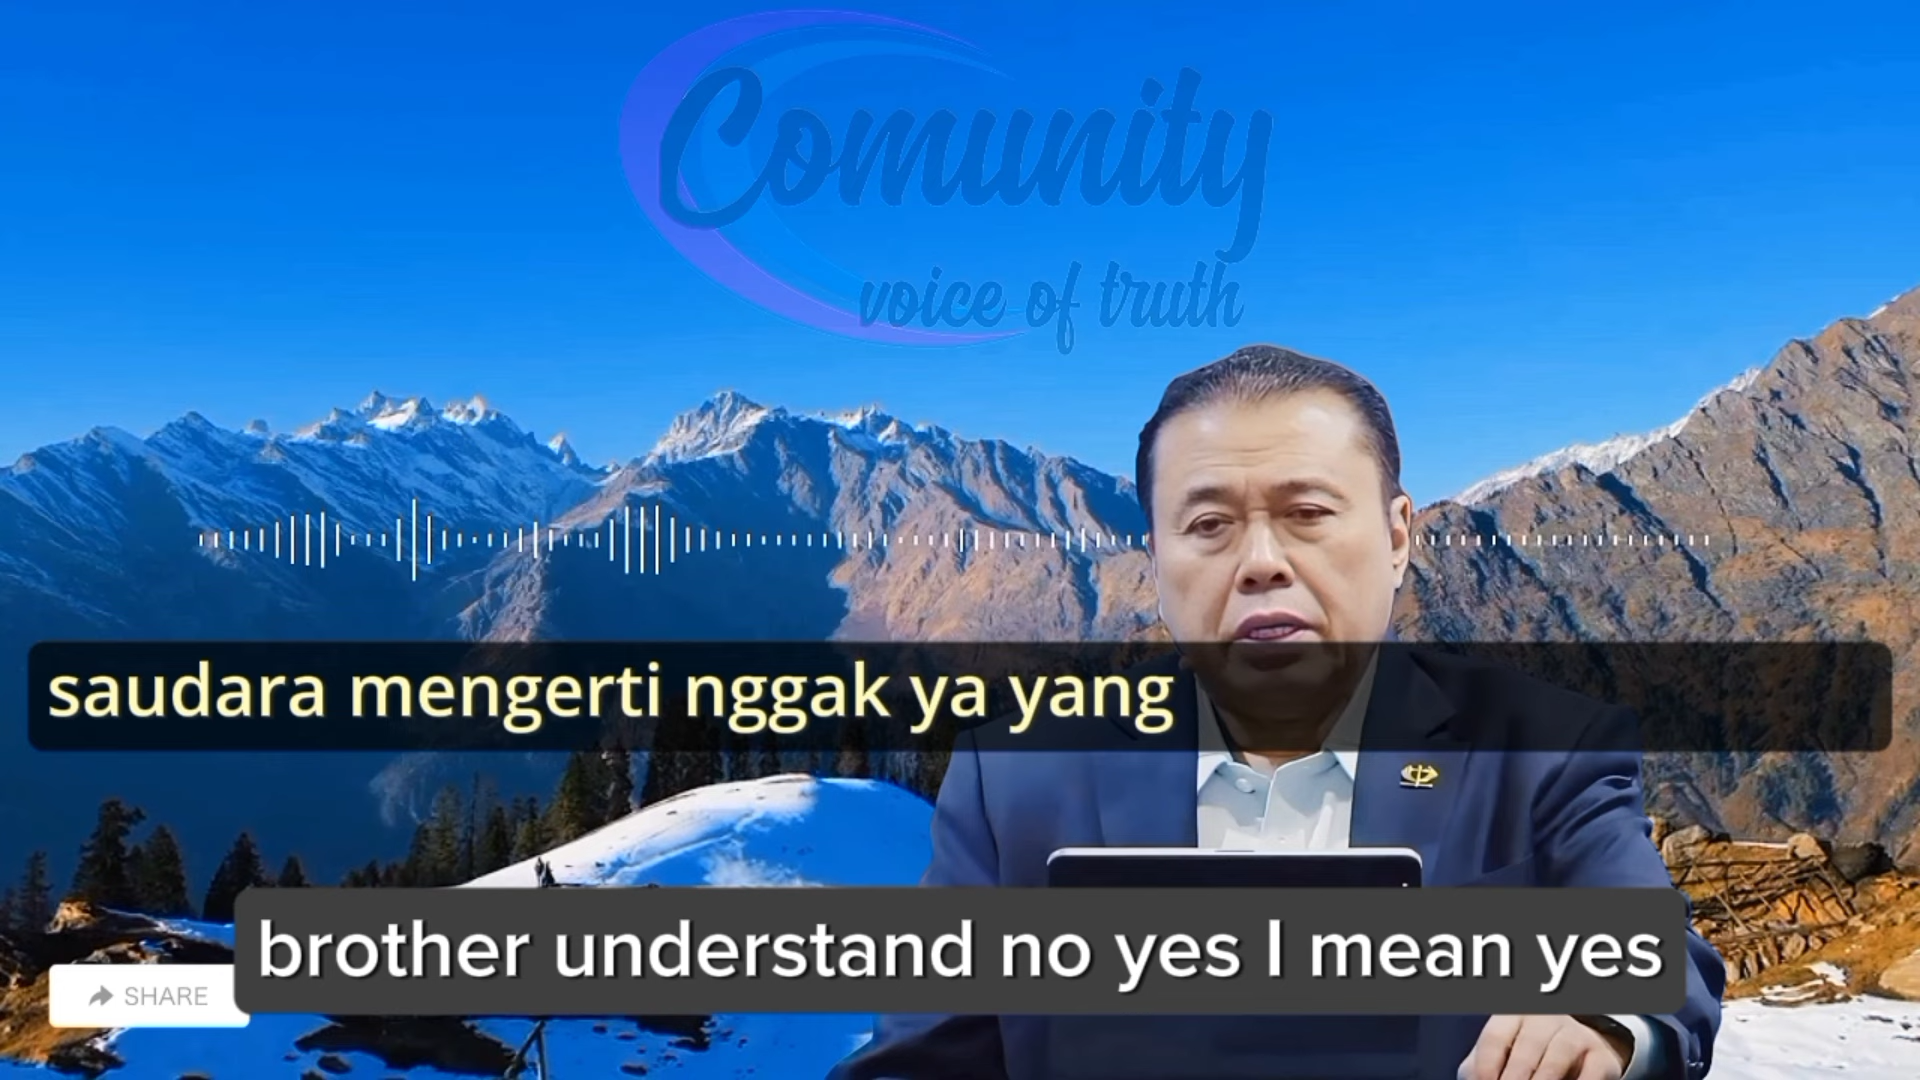 Comunity
voice of truth
saudara mengerti nggak ya yang
brother understand no yes I mean yes
SHARE